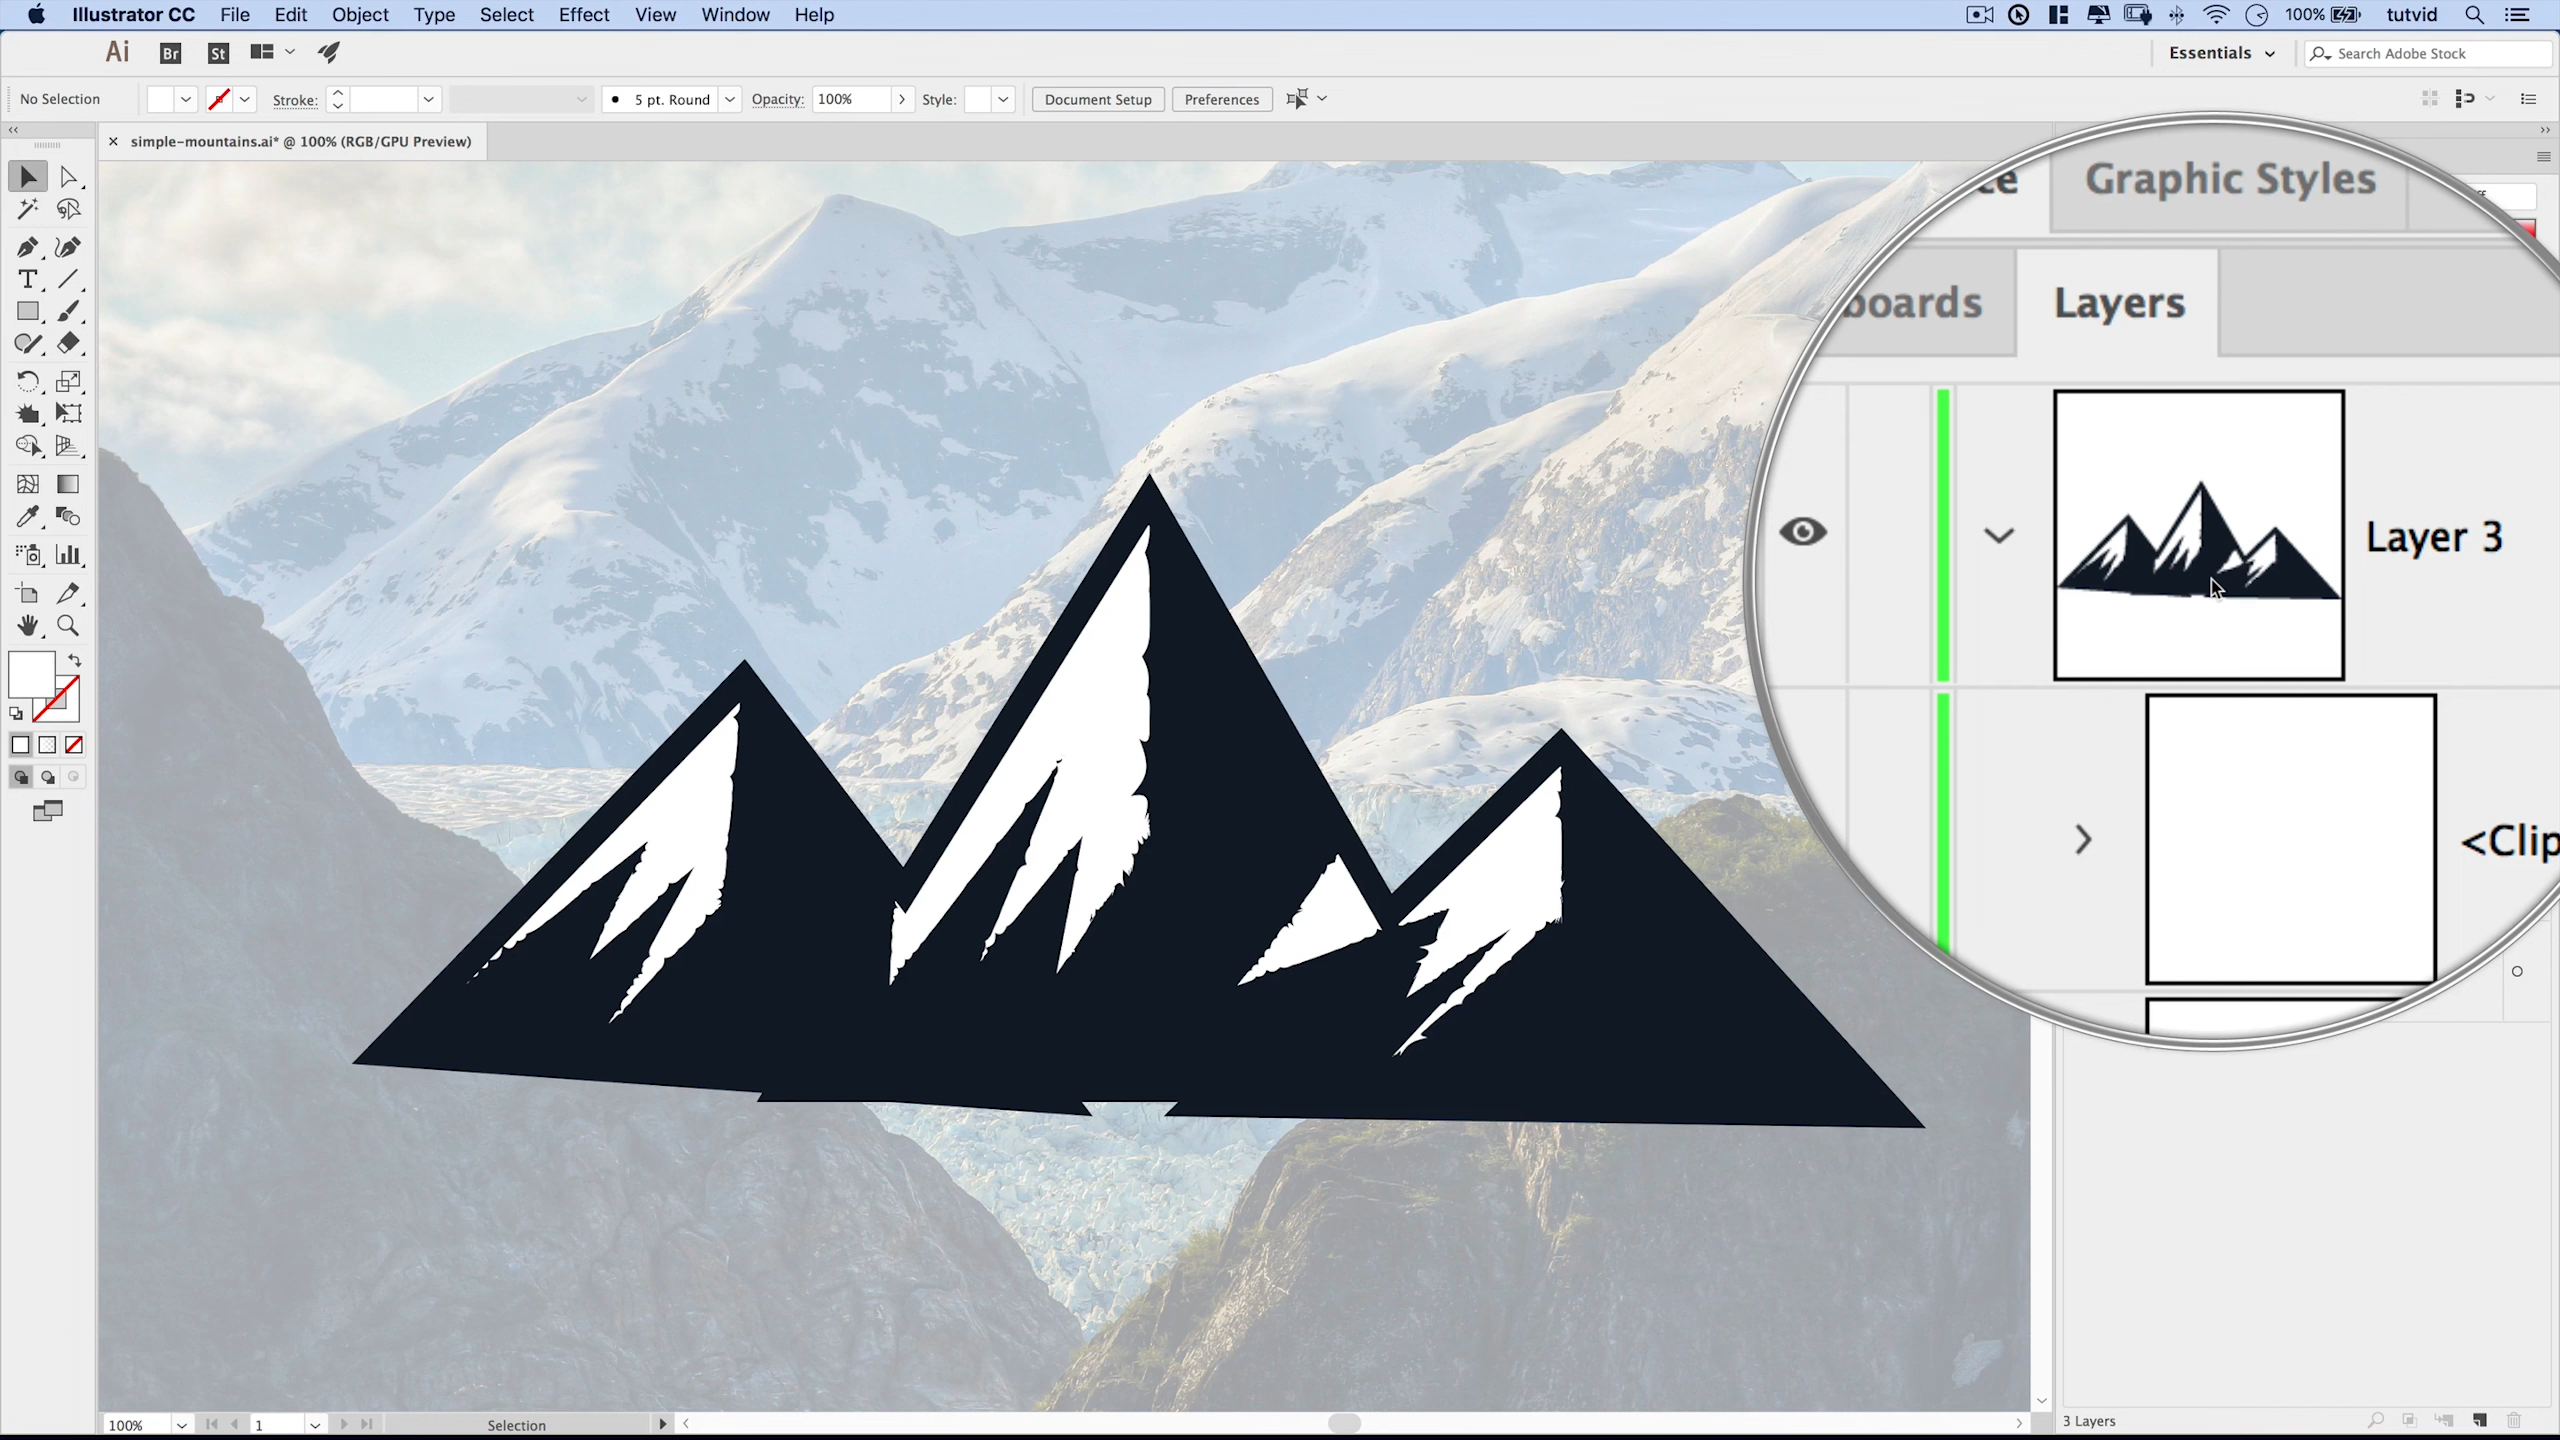 Illustrator CC File Edit Object Type Select Effect View Window Help 100% tutvid
Ai Br St Essentials Search Adobe Stock
No Selection Stroke: 5 pt. Round Opacity: 100% Style: Document Setup Preferences
simple-mountains.ai* @ 100% (RGB/GPU Preview)
ce Graphic Styles
boards Layers
Layer 3
<Clip
100% 1 Selection 3 Layers